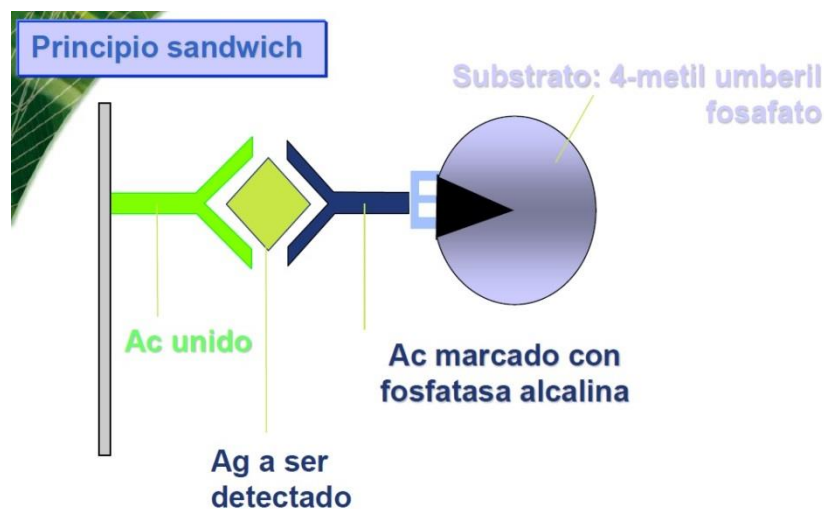 Principio sandwich
Substrato: 4-metil umberil
fosafato
E
Ac unido
Ac marcado con
fosfatasa alcalina
Ag a ser
detectado